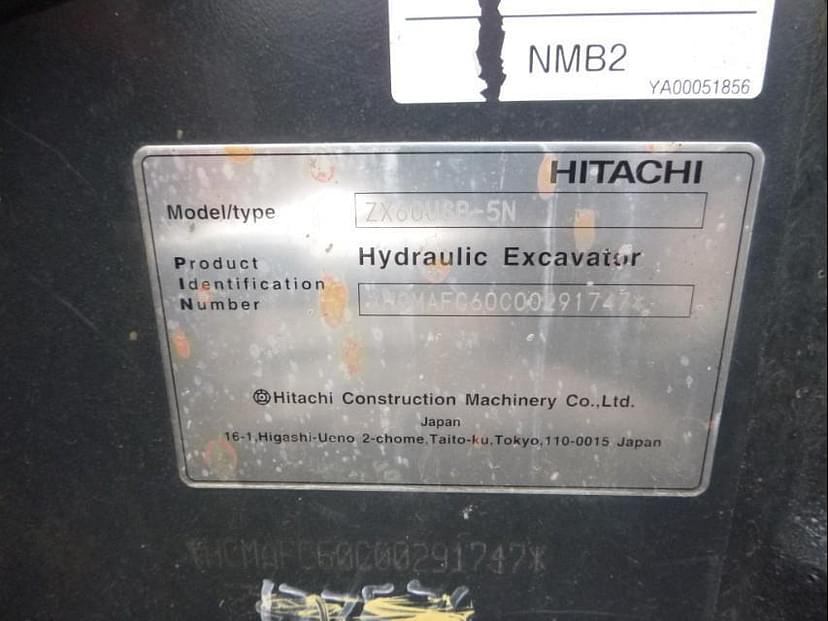 NMB2
YA00051856
HITACHI
Model/type ZX60USB-5N
Hydraulic Excavator
Product
Identification
Number *HCMAFC60C00291747*
Hitachi Construction Machinery Co.,Ltd.
Japan
16-1,Higashi-Ueno 2-chome,Taito-ku,Tokyo,110-0015 Japan
*HCMAFC60C00291747*